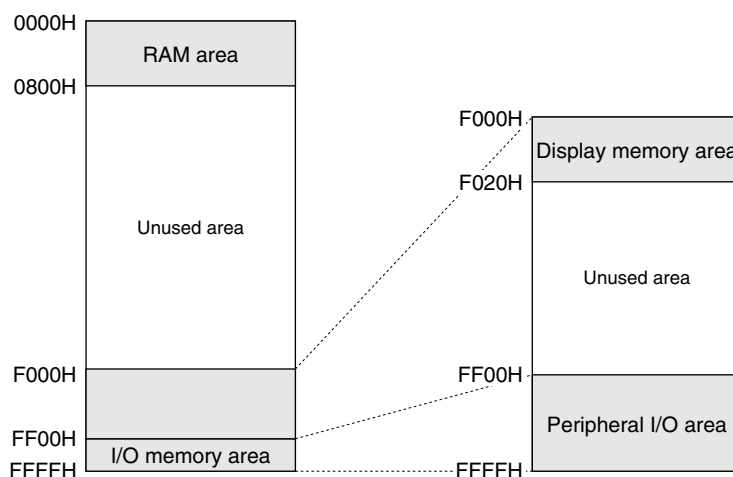 0000H
RAM area
0800H
Unused area
F000H
FF00H
I/O memory area
FFFFH
F000H
Display memory area
F020H
Unused area
FF00H
Peripheral I/O area
FFFFH